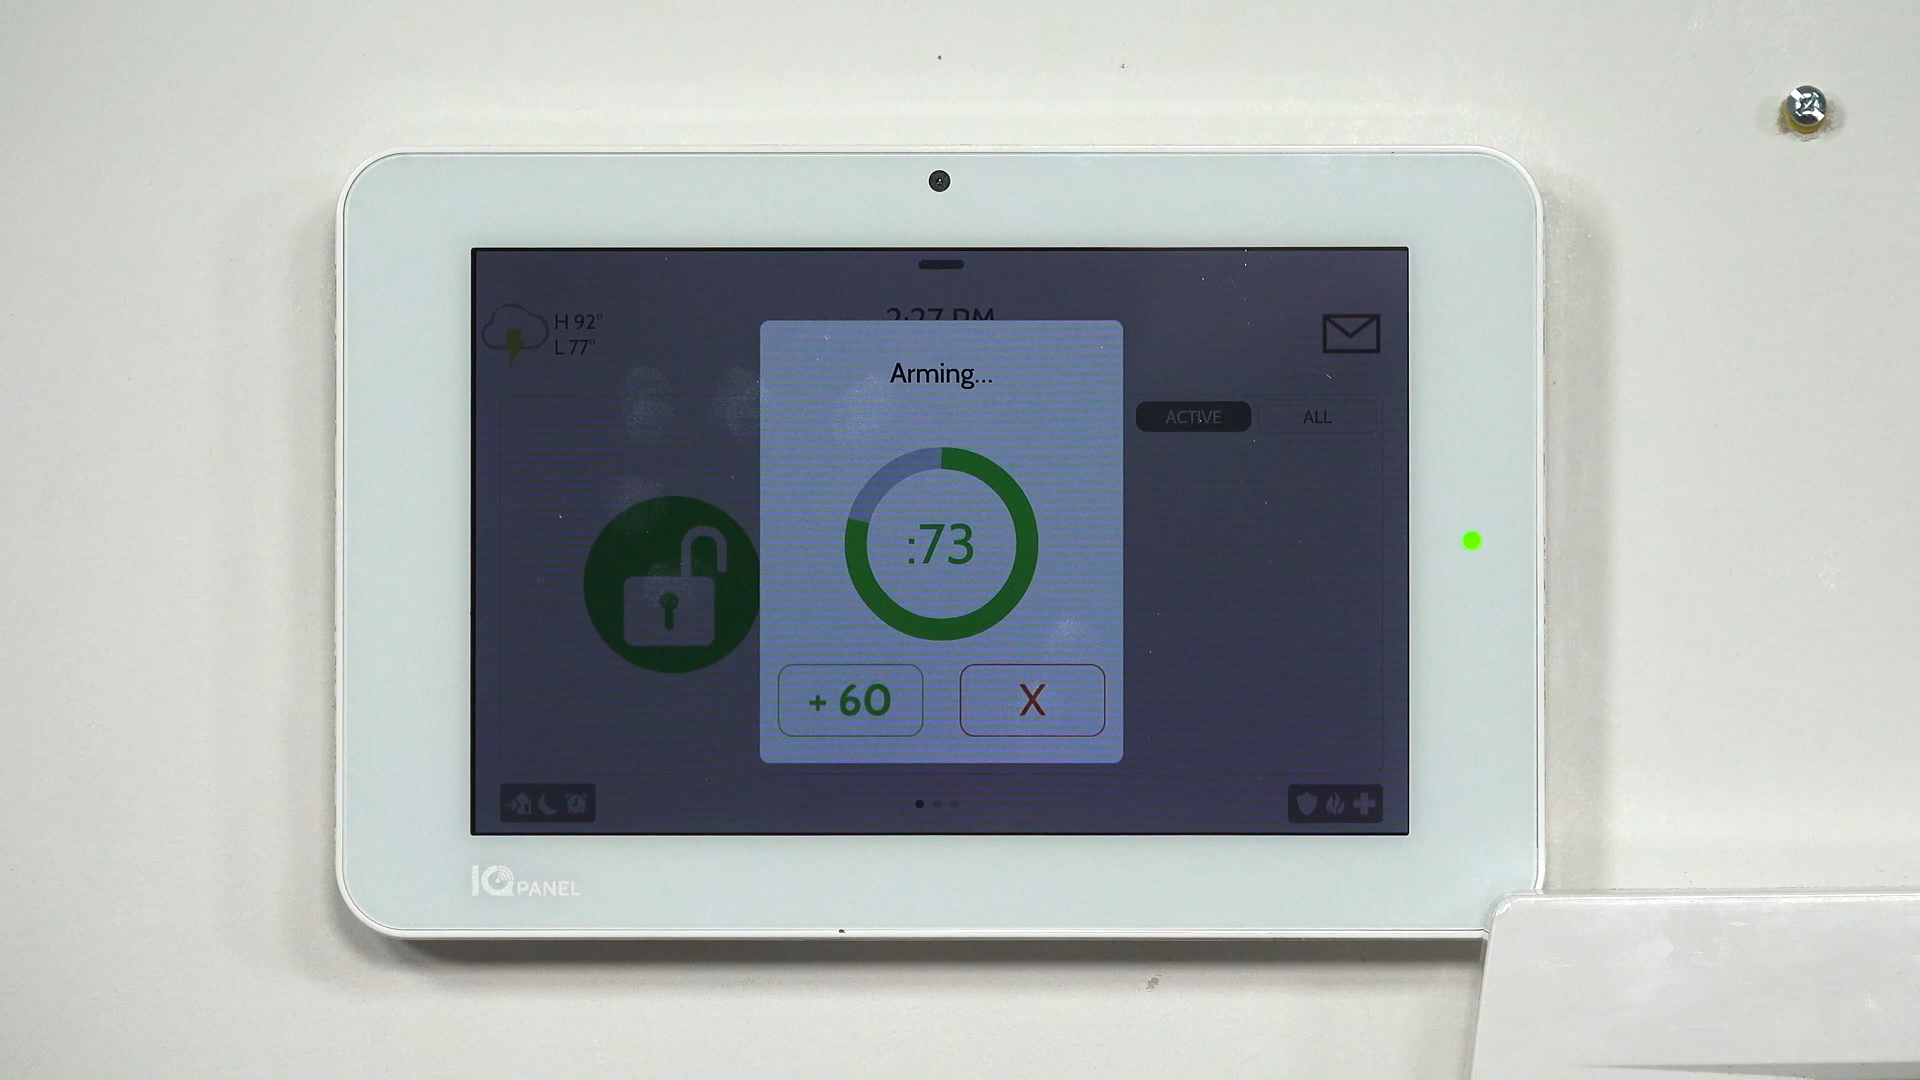 2:27 PM
H 92°
L 77°
Arming...
ACTIVE
ALL
:73
+ 60
X
IQ PANEL